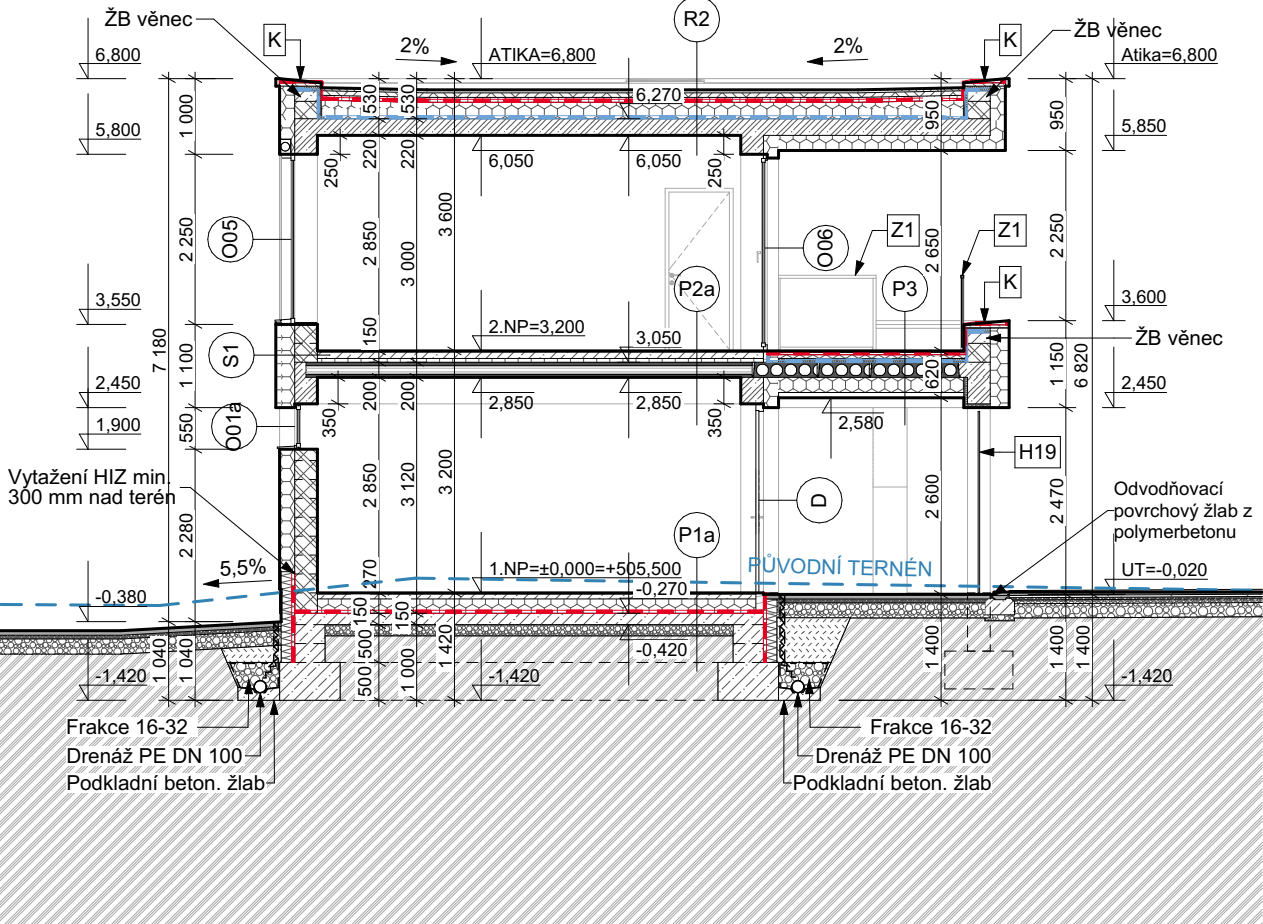 ŽB věnec
K
R2
K
ŽB věnec
6,800
2%
ATIKA=6,800
2%
Atika=6,800
1 000
530
530
6,270
950
950
5,800
5,850
220
220
6,050
6,050
250
250
2 250
O05
2 850
3 000
3 600
O06
Z1
Z1
2 650
2 250
P2a
P3
K
3,550
3,600
7 180
1 100
S1
150
2.NP=3,200
3,050
ŽB věnec
620
1 150
6 820
2,450
200
200
2,850
2,850
2,450
350
350
2,580
1,900
550
O01a
H19
Vytažení HIZ min.
300 mm nad terén
2 280
2 850
3 120
3 200
D
2 600
2 470
Odvodňovací
povrchový žlab z
polymerbetonu
P1a
5,5%
270
1.NP=±0,000=+505,500
PŮVODNÍ TERNÉN
UT=-0,020
-0,380
-0,270
150
150
1 040
1 040
500
500
1 000
1 420
-0,420
1 400
1 400
1 400
-1,420
-1,420
-1,420
Frakce 16-32
Frakce 16-32
Drenáž PE DN 100
Drenáž PE DN 100
Podkladní beton. žlab
Podkladní beton. žlab